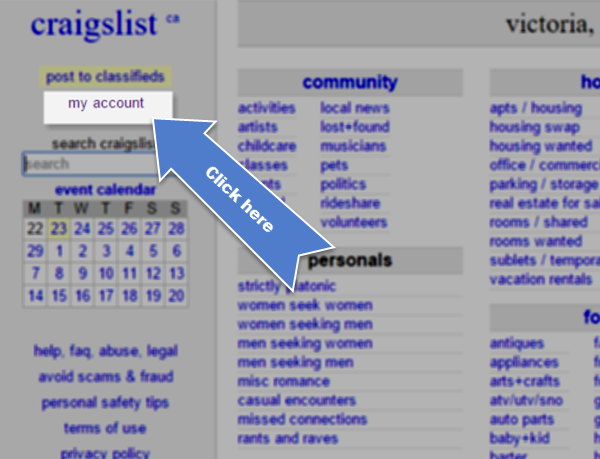 craigslist ca
post to classifieds
my account
search craigslis
search
event calendar
M T W T F S S
22 23 24 25 26 27 28
29 1 2 3 4 5 6
7 8 9 10 11 12 13
14 15 16 17 18 19 20
help, faq, abuse, legal
avoid scams & fraud
personal safety tips
terms of use
privacy policy
Click here
victoria,
community
activities local news
artists lost+found
childcare musicians
classes pets
politics
rideshare
volunteers
personals
strictly platonic
women seek women
women seeking men
men seeking women
men seeking men
misc romance
casual encounters
missed connections
rants and raves
ho
apts / housing
housing swap
housing wanted
office / commerc
parking / storage
real estate for sa
rooms / shared
rooms wanted
sublets / tempora
vacation rentals
fo
antiques
appliances
arts+crafts
atv/utv/sno
auto parts
baby+kid
barter